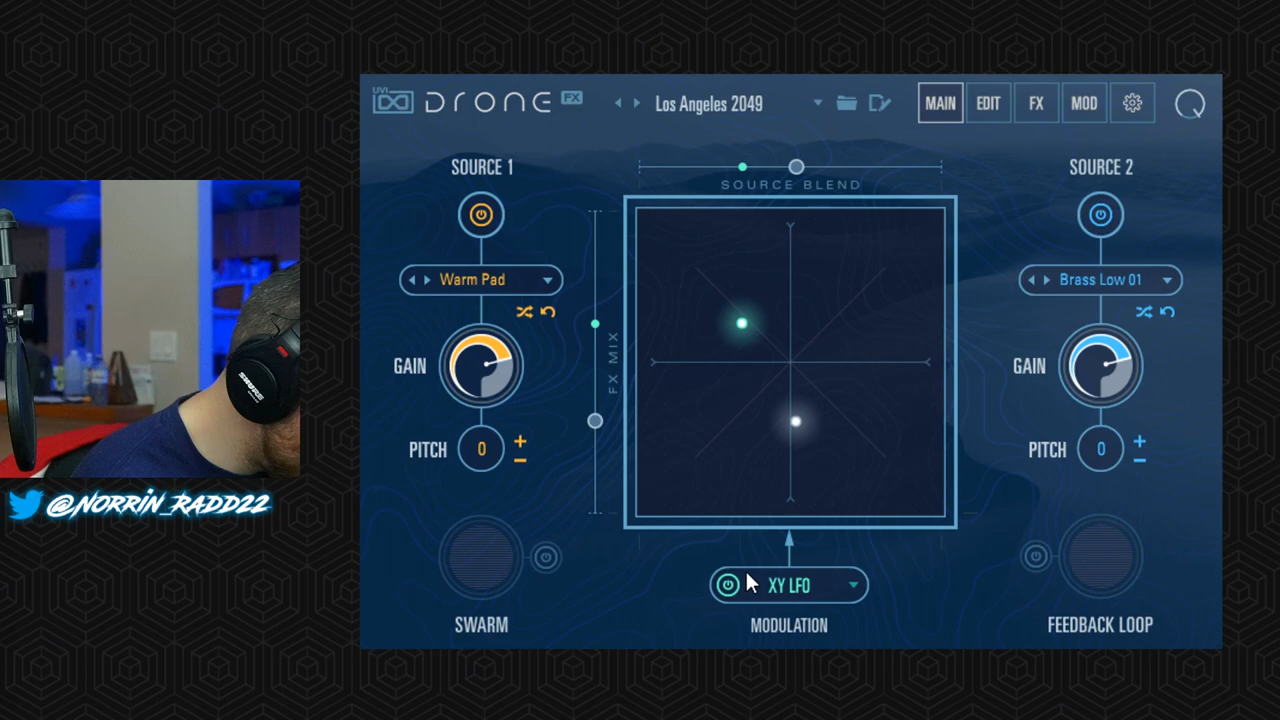 UVI
DRONE FX
Los Angeles 2049
MAIN
EDIT
FX
MOD
SOURCE 1
SOURCE BLEND
SOURCE 2
Warm Pad
Brass Low 01
FX MIX
GAIN
GAIN
PITCH 0 + −
PITCH 0 + −
SHURE
@NORRIN_RADD22
XY LFO
SWARM
MODULATION
FEEDBACK LOOP